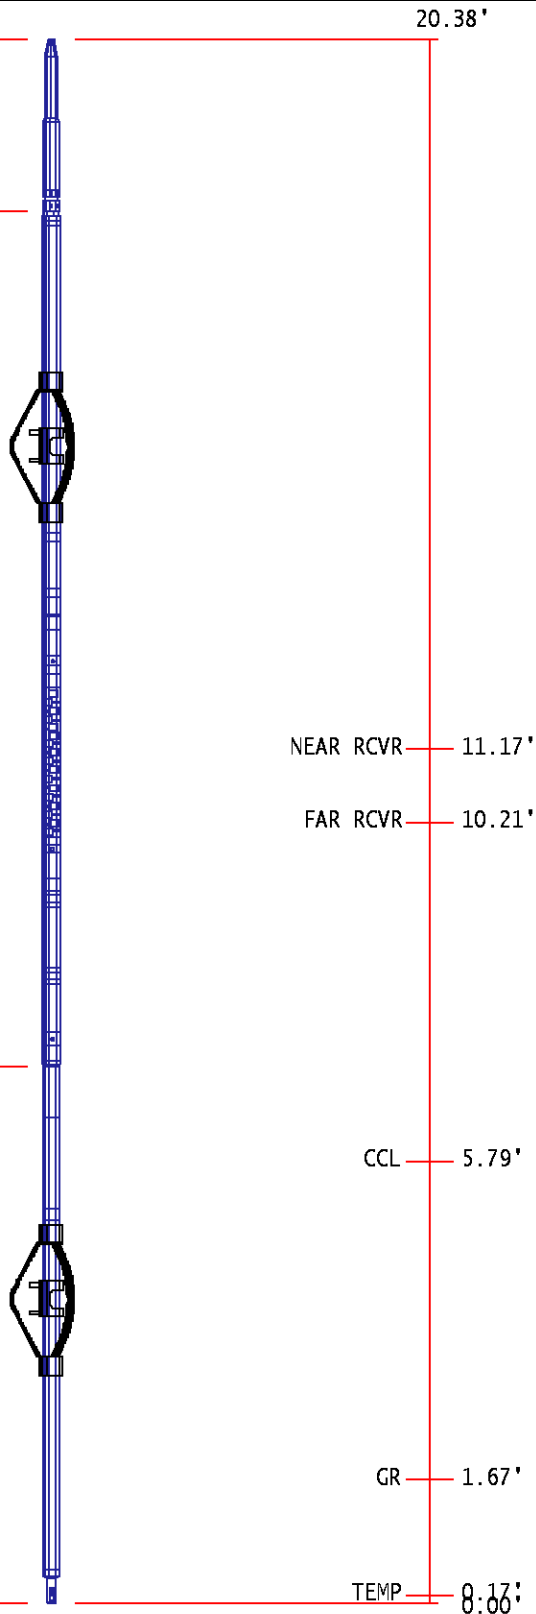 20.38'
NEAR RCVR 11.17'
FAR RCVR 10.21'
CCL 5.79'
GR 1.67'
TEMP 0.17'
0.00'